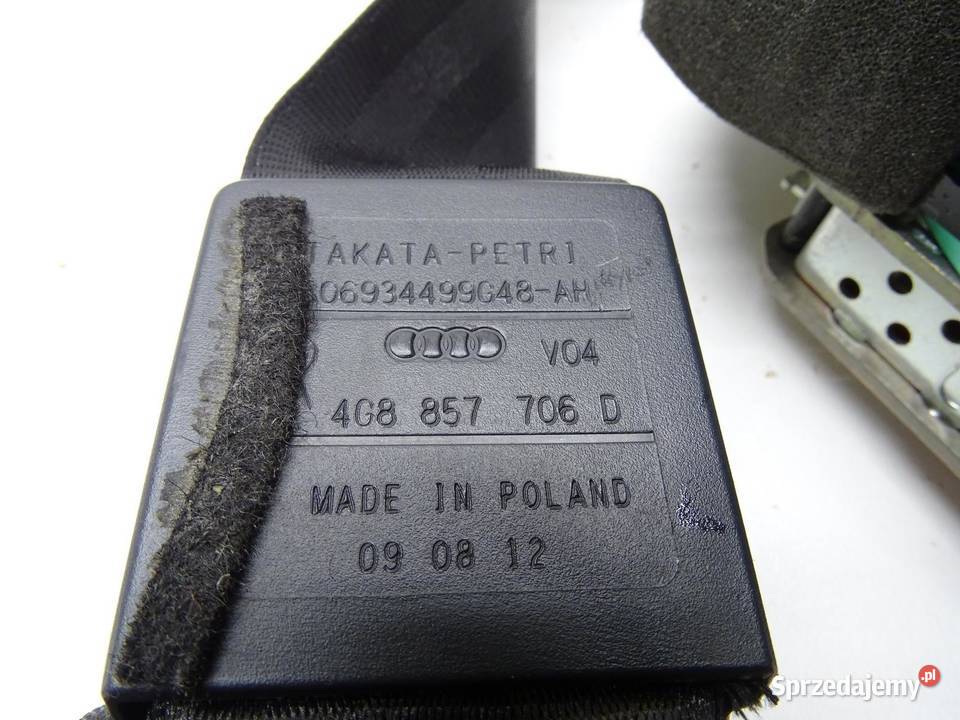 TAKATA-PETRI
06934499G48-AH
V04
4G8 857 706 D
MADE IN POLAND
09 08 12
Sprzedajemy.pl